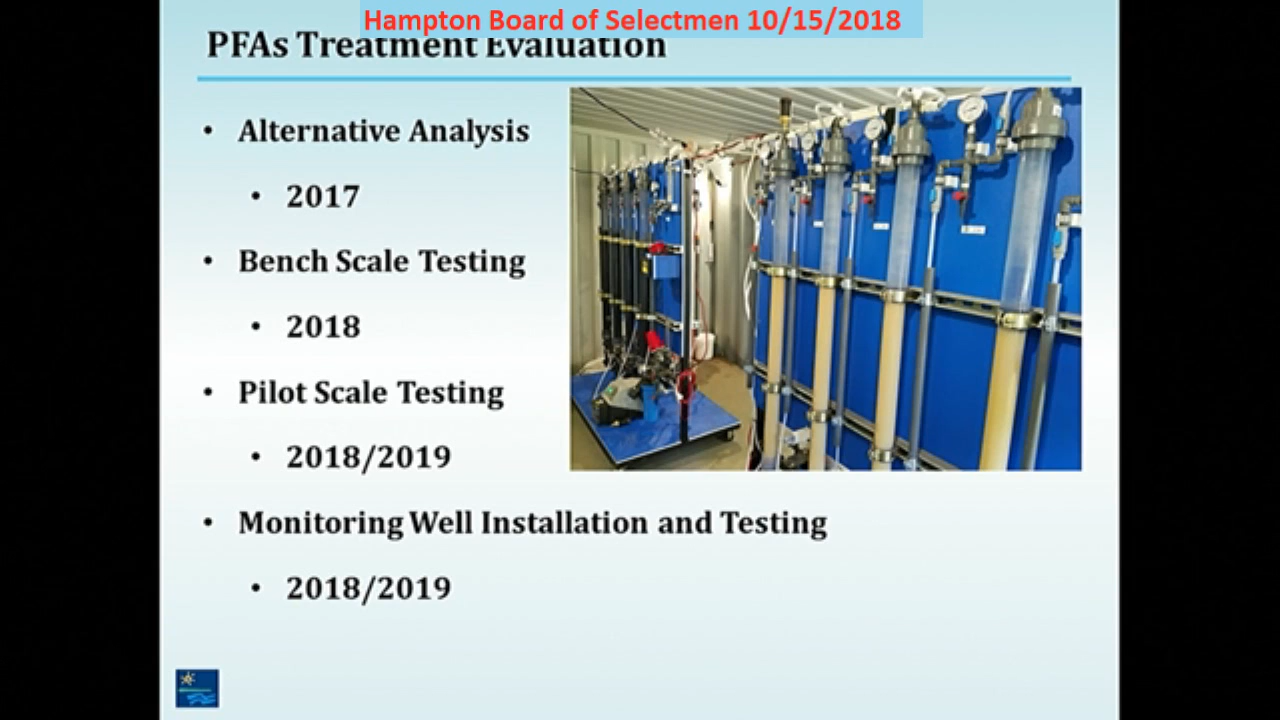 Hampton Board of Selectmen 10/15/2018
PFAs Treatment Evaluation
• Alternative Analysis
• 2017
• Bench Scale Testing
• 2018
• Pilot Scale Testing
• 2018/2019
• Monitoring Well Installation and Testing
• 2018/2019